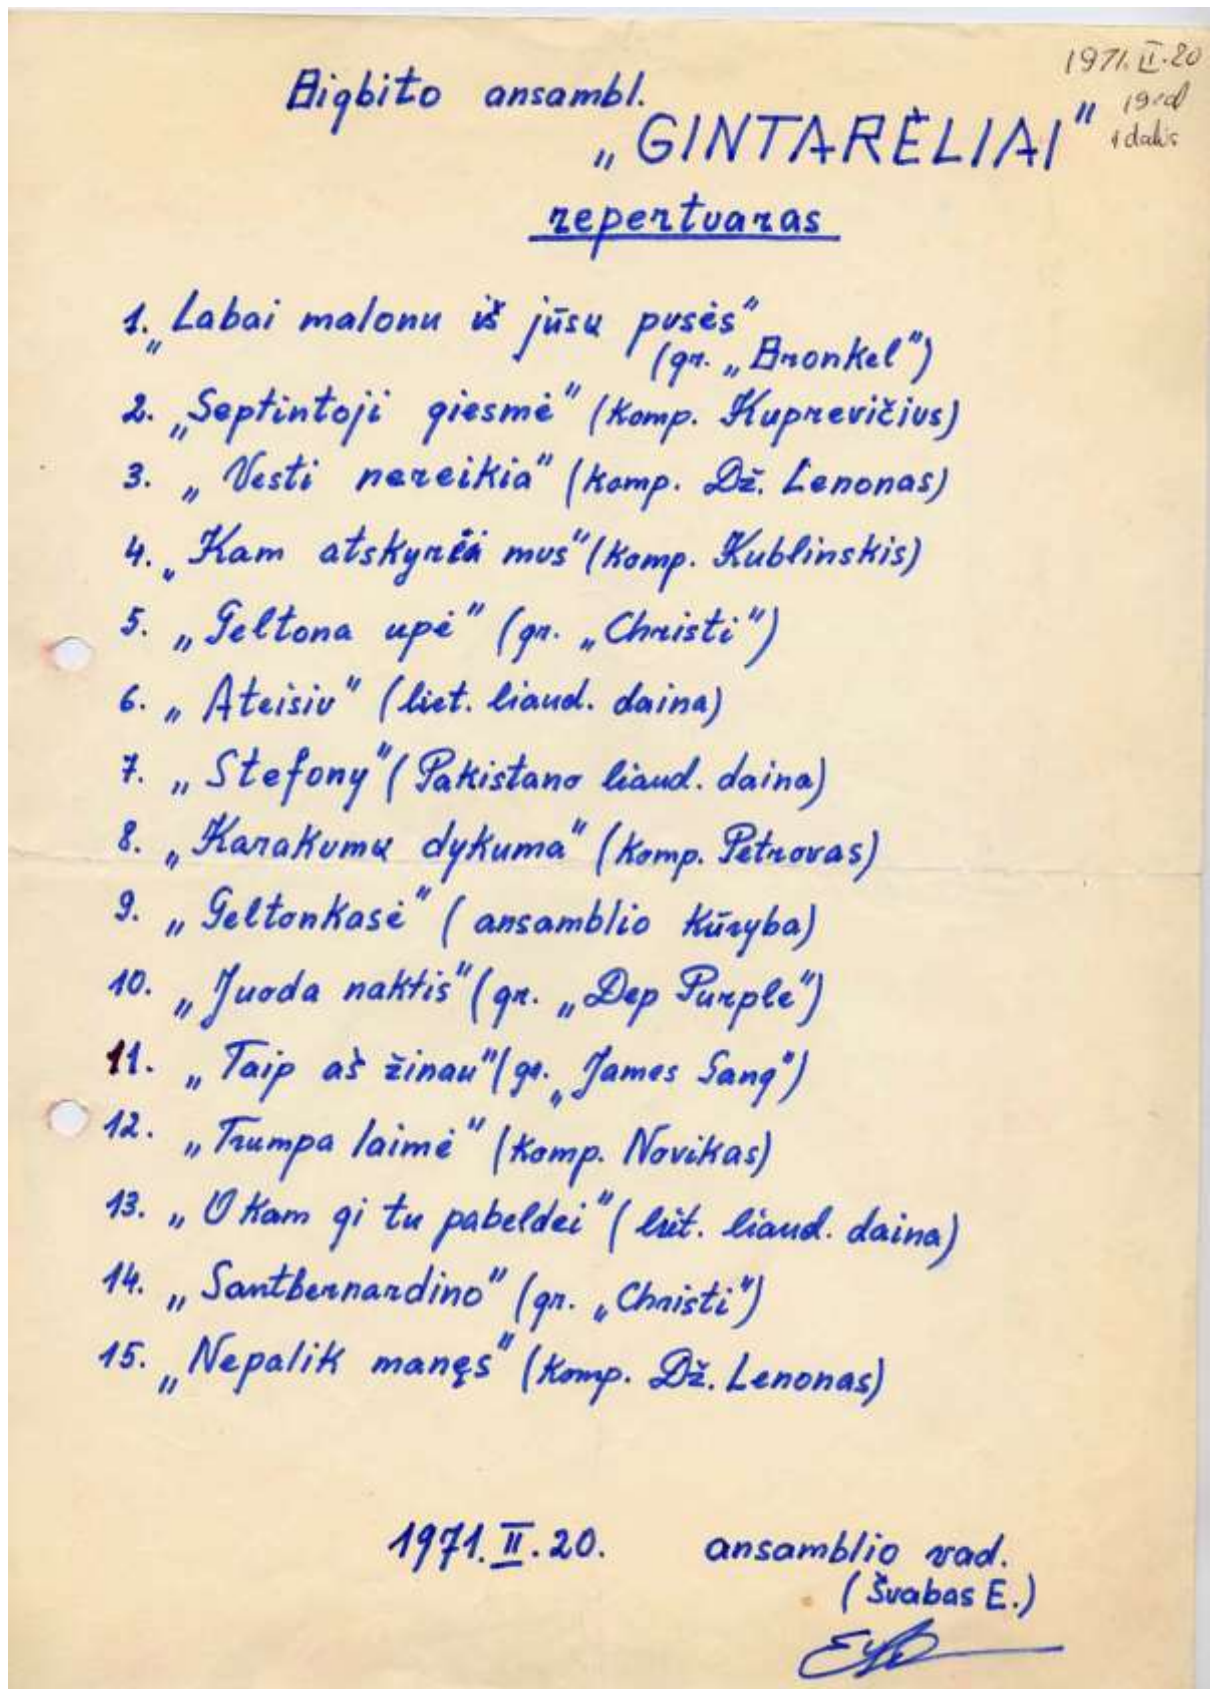 1971.II.20
19 val
1 dalis
Bigbito ansambl.
„GINTARĖLIAI"
repertuaras
1. „Labai malonu iš jūsų pusės"
(gr. „Bronkel")
2. „Septintoji giesmė" (komp. Kuprevičius)
3. „Vesti nereikia" (komp. Dž. Lenonas)
4. „Kam atskyrėi mus" (komp. Kublinskis)
5. „Geltona upė" (gr. „Christi")
6. „Ateisiu" (liet. liaud. daina)
7. „Stefony" (Pakistano liaud. daina)
8. „Karakumų dykuma" (komp. Petrovas)
9. „Geltonkasė" (ansamblio kūryba)
10. „Juoda naktis" (gr. „Dep Purple")
11. „Taip aš žinau" (gr. „James Sang")
12. „Trumpa laimė" (komp. Novikas)
13. „O kam gi tu pabeldei" (liet. liaud. daina)
14. „Santbernardino" (gr. „Christi")
15. „Nepalik manęs" (komp. Dž. Lenonas)
1971.II.20. ansamblio vad.
(Švabas E.)